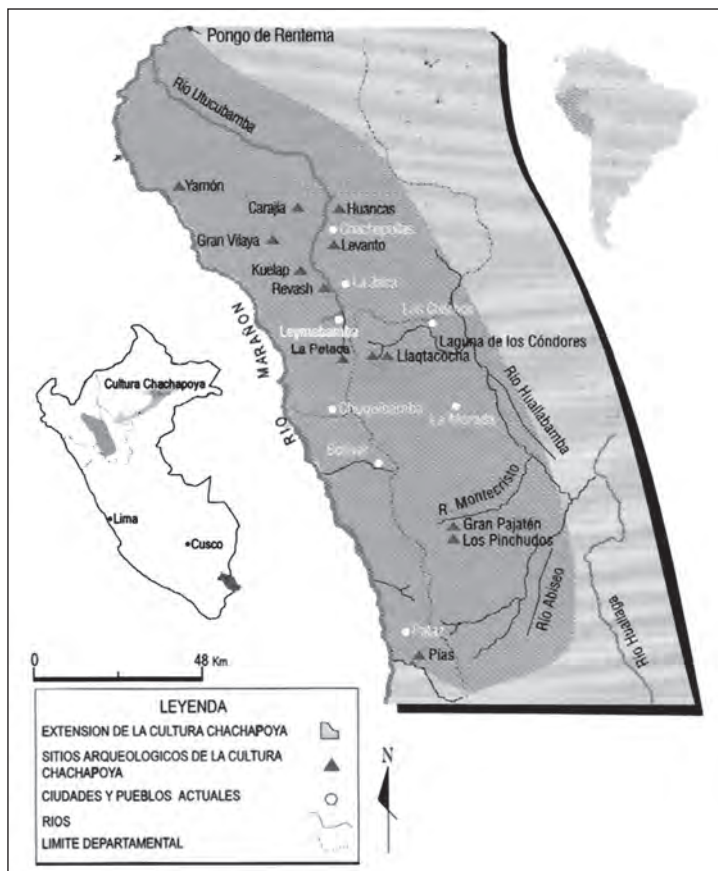 Pongo de Rentema
Río Utucubamba
Yamón
Carajía
Huancas
Chachapoyas
Gran Vilaya
Levanto
Kuelap
La Jalca
Revash
Leymebamba
Los Chilchos
Laguna de los Cóndores
La Petaca
Llaqtacocha
RIO MARAÑON
Río Huallabamba
Cultura Chachapoya
Chuquibamba
La Morada
Bolívar
R. Montecristo
Gran Pajatén
Los Pinchudos
Lima
Cusco
Río Abiseo
Río Huallaga
Pataz
Pías
0 48 Km.
LEYENDA
EXTENSION DE LA CULTURA CHACHAPOYA
SITIOS ARQUEOLOGICOS DE LA CULTURA
CHACHAPOYA
CIUDADES Y PUEBLOS ACTUALES
RIOS
LIMITE DEPARTAMENTAL
N